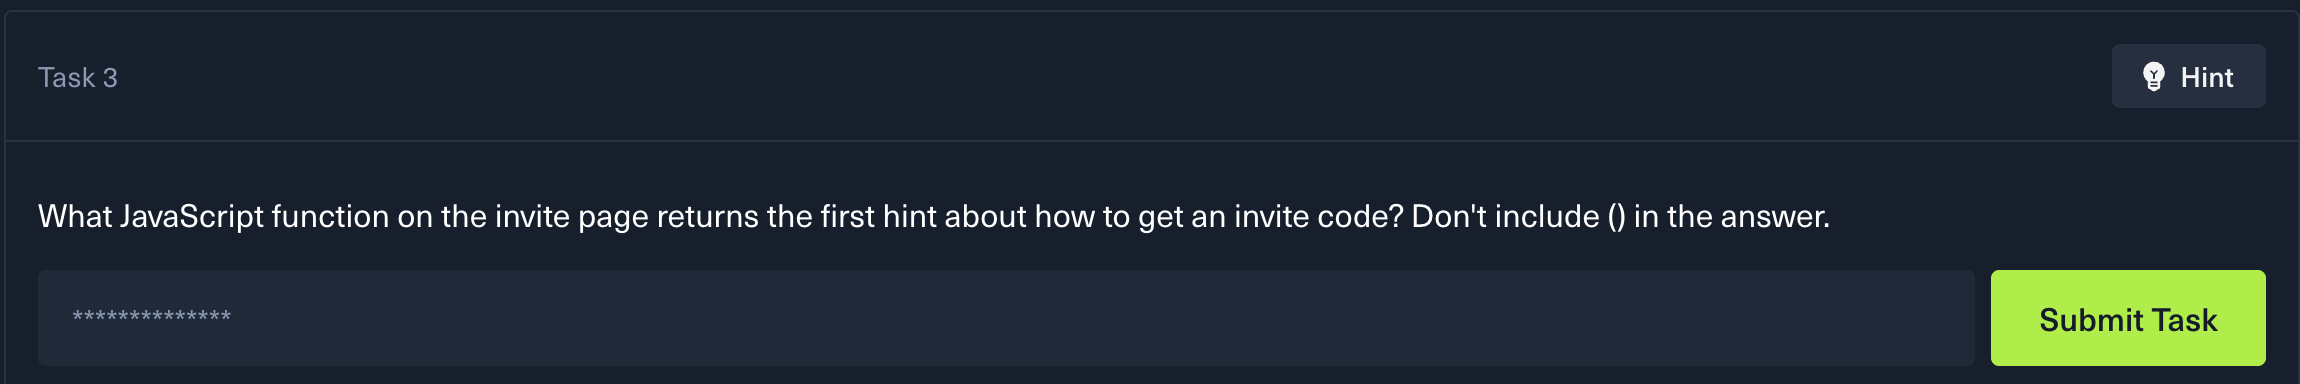 Task 3
Hint
What JavaScript function on the invite page returns the first hint about how to get an invite code? Don't include () in the answer.
**************
Submit Task